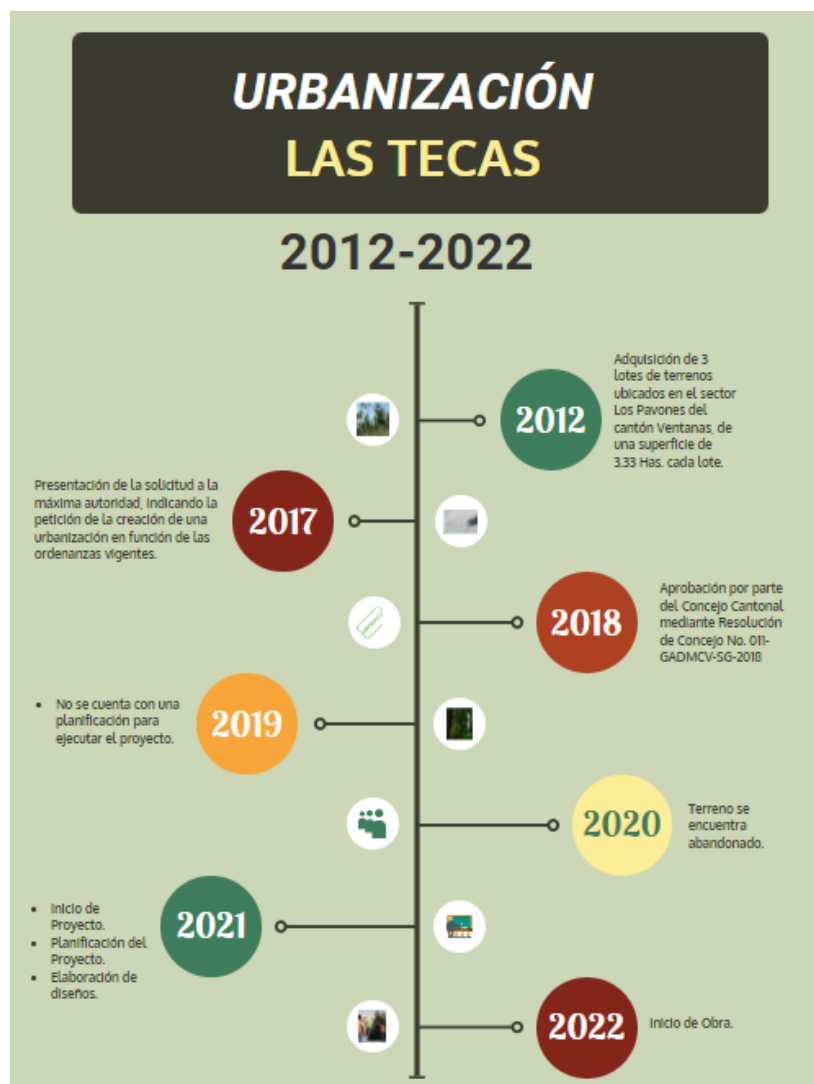 URBANIZACIÓN
LAS TECAS
2012-2022
2012
Adquisición de 3
lotes de terrenos
ubicados en el sector
Los Pavones del
cantón Ventanas, de
una superficie de
3.33 Has. cada lote.
Presentación de la solicitud a la
máxima autoridad, indicando la
petición de la creación de una
urbanización en función de las
ordenanzas vigentes.
2017
2018
Aprobación por parte
del Concejo Cantonal
mediante Resolución
de Concejo No. 011-
GADMCV-SG-2018
• No se cuenta con una
planificación para
ejecutar el proyecto.
2019
2020
Terreno se
encuentra
abandonado.
• Inicio de
Proyecto.
• Planificación del
Proyecto.
• Elaboración de
diseños.
2021
2022
Inicio de Obra.